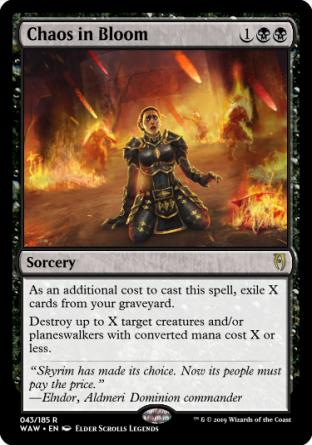 Chaos in Bloom 1
Sorcery
As an additional cost to cast this spell, exile X
cards from your graveyard.
Destroy up to X target creatures and/or
planeswalkers with converted mana cost X or
less.
“Skyrim has made its choice. Now its people must
pay the price.”
—Elndor, Aldmeri Dominion commander
043/185 R
WAW • EN ELDER SCROLLS LEGENDS
™ & © 2019 Wizards of the Coast